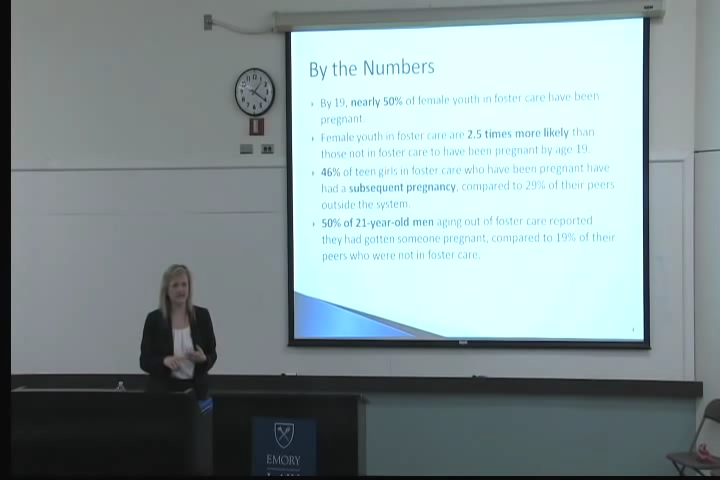 By the Numbers
By 19, nearly 50% of female youth in foster care have been
pregnant.
Female youth in foster care are 2.5 times more likely than
those not in foster care to have been pregnant by age 19.
46% of teen girls in foster care who have been pregnant have
had a subsequent pregnancy, compared to 29% of their peers
outside the system.
50% of 21-year-old men aging out of foster care reported
they had gotten someone pregnant, compared to 19% of their
peers who were not in foster care.
EMORY